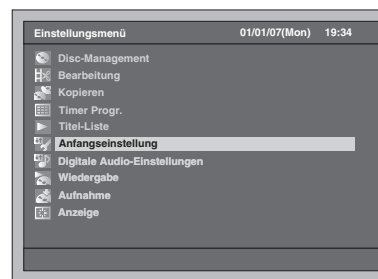 Einstellungsmenü 01/01/07(Mon) 19:34
Disc-Management
Bearbeitung
Kopieren
Timer Progr.
Titel-Liste
Anfangseinstellung
Digitale Audio-Einstellungen
Wiedergabe
Aufnahme
Anzeige